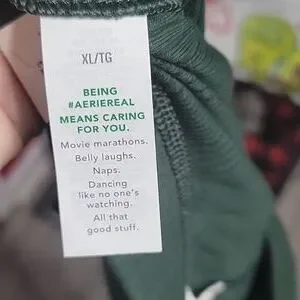 XL/TG
BEING
#AERIEREAL
MEANS CARING
FOR YOU.
Movie marathons.
Belly laughs.
Naps.
Dancing
like no one's
watching.
All that
good stuff.